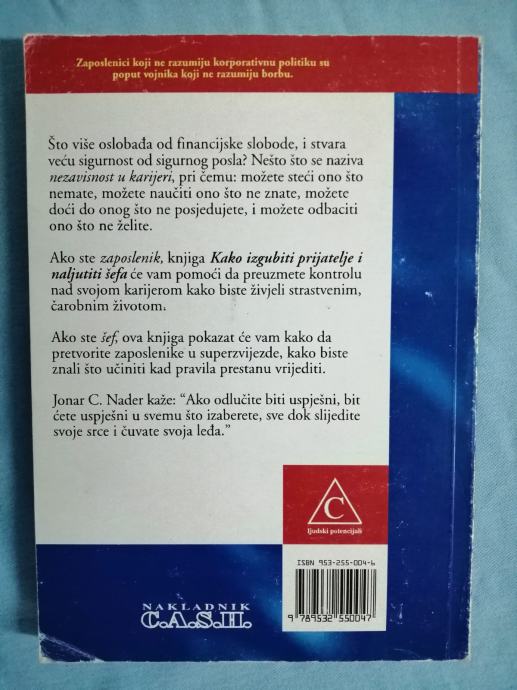 Zaposlenici koji ne razumiju korporativnu politiku su
poput vojnika koji ne razumiju borbu.
Što više oslobađa od financijske slobode, i stvara
veću sigurnost od sigurnog posla? Nešto što se naziva
nezavisnost u karijeri, pri čemu: možete steći ono što
nemate, možete naučiti ono što ne znate, možete
doći do onog što ne posjedujete, i možete odbaciti
ono što ne želite.
Ako ste zaposlenik, knjiga Kako izgubiti prijatelje i
naljutiti šefa će vam pomoći da preuzmete kontrolu
nad svojom karijerom kako biste živjeli strastvenim,
čarobnim životom.
Ako ste šef, ova knjiga pokazat će vam kako da
pretvorite zaposlenike u superzvijezde, kako biste
znali što učiniti kad pravila prestanu vrijediti.
Jonar C. Nader kaže: “Ako odlučite biti uspješni, bit
ćete uspješni u svemu što izaberete, sve dok slijedite
svoje srce i čuvate svoja leđa.”
C
ljudski potencijali
ISBN 953-255-004-6
9 789532 550047
NAKLADNIK
C.A.S.H.